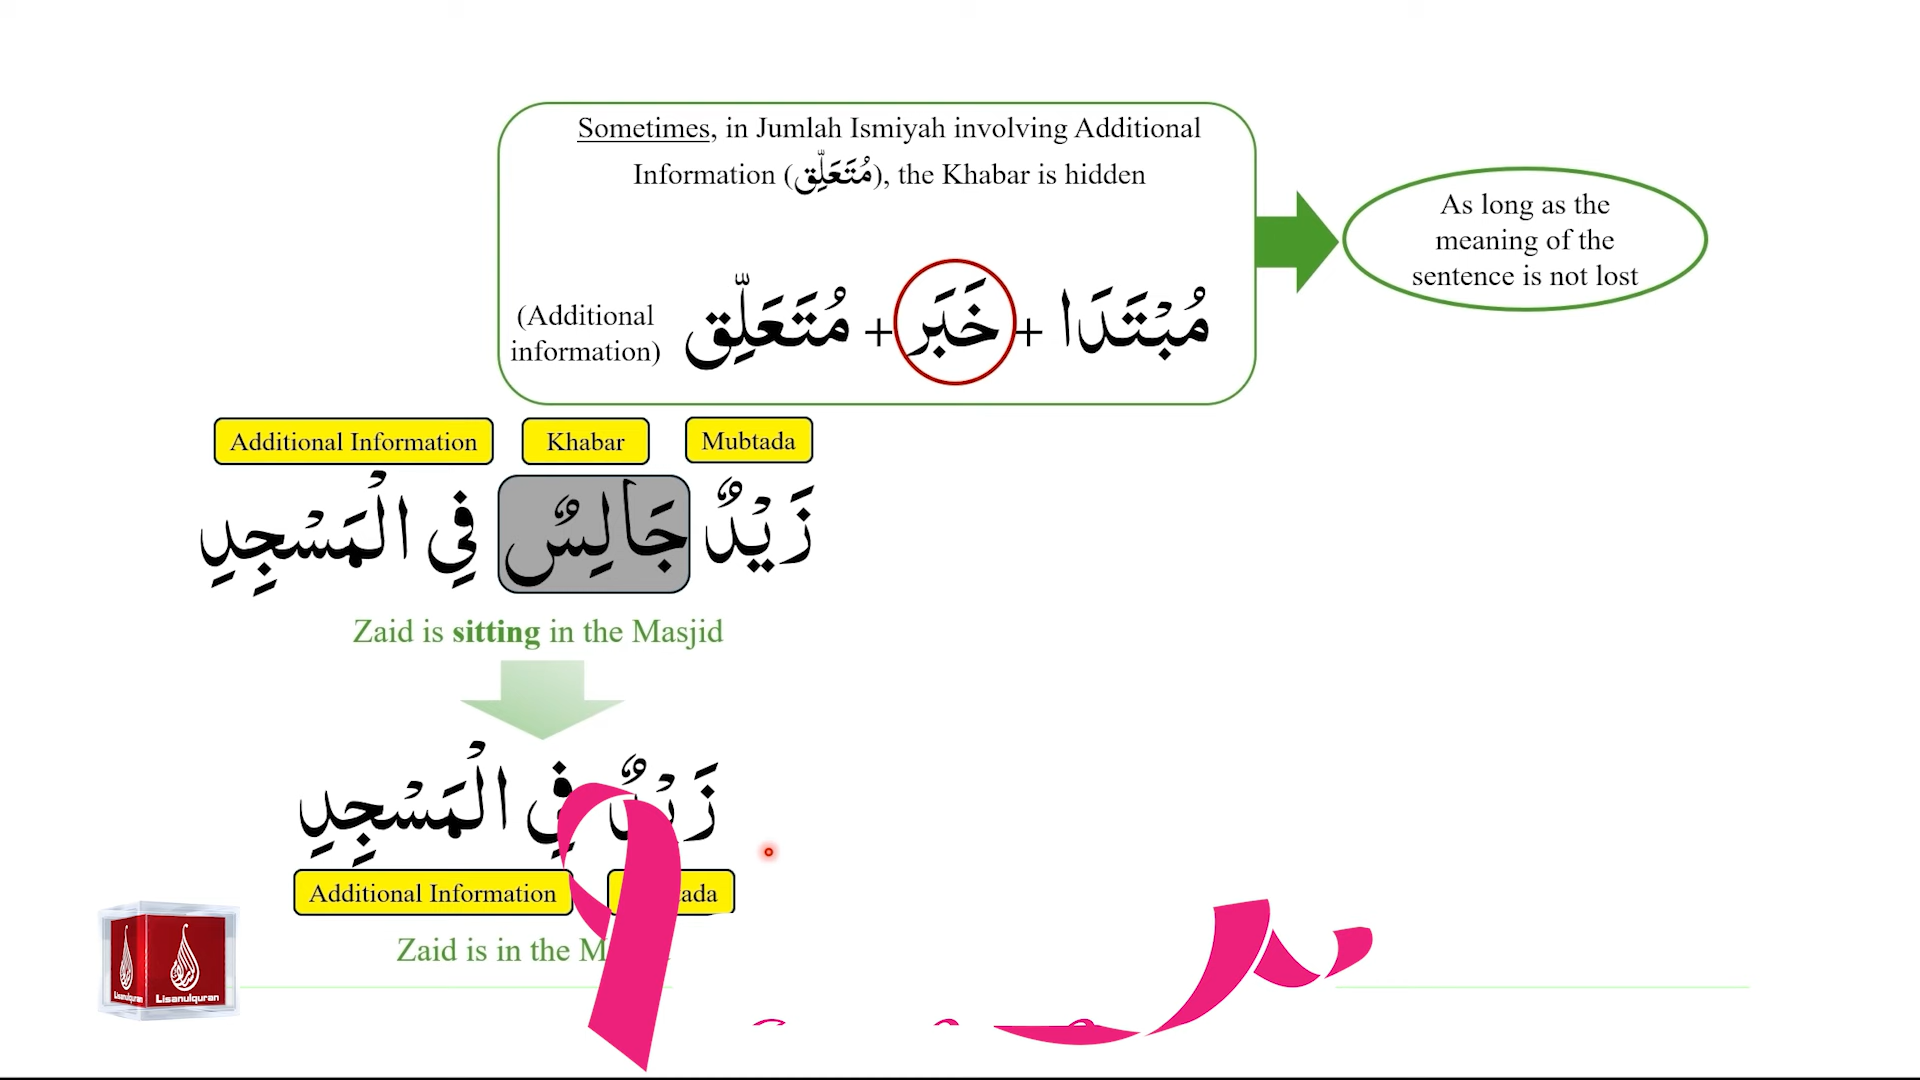 Sometimes, in Jumlah Ismiyah involving Additional
Information (مُتَعَلِّق), the Khabar is hidden
As long as the
meaning of the
sentence is not lost
مُبْتَدَا + خَبَر + مُتَعَلِّق
(Additional
information)
Additional Information Khabar Mubtada
زَيْدٌ جَالِسٌ فِي الْمَسْجِدِ
Zaid is sitting in the Masjid
زَيْدٌ فِي الْمَسْجِدِ
Additional Information
Zaid is in the
Lisanulquran Lisanulquran